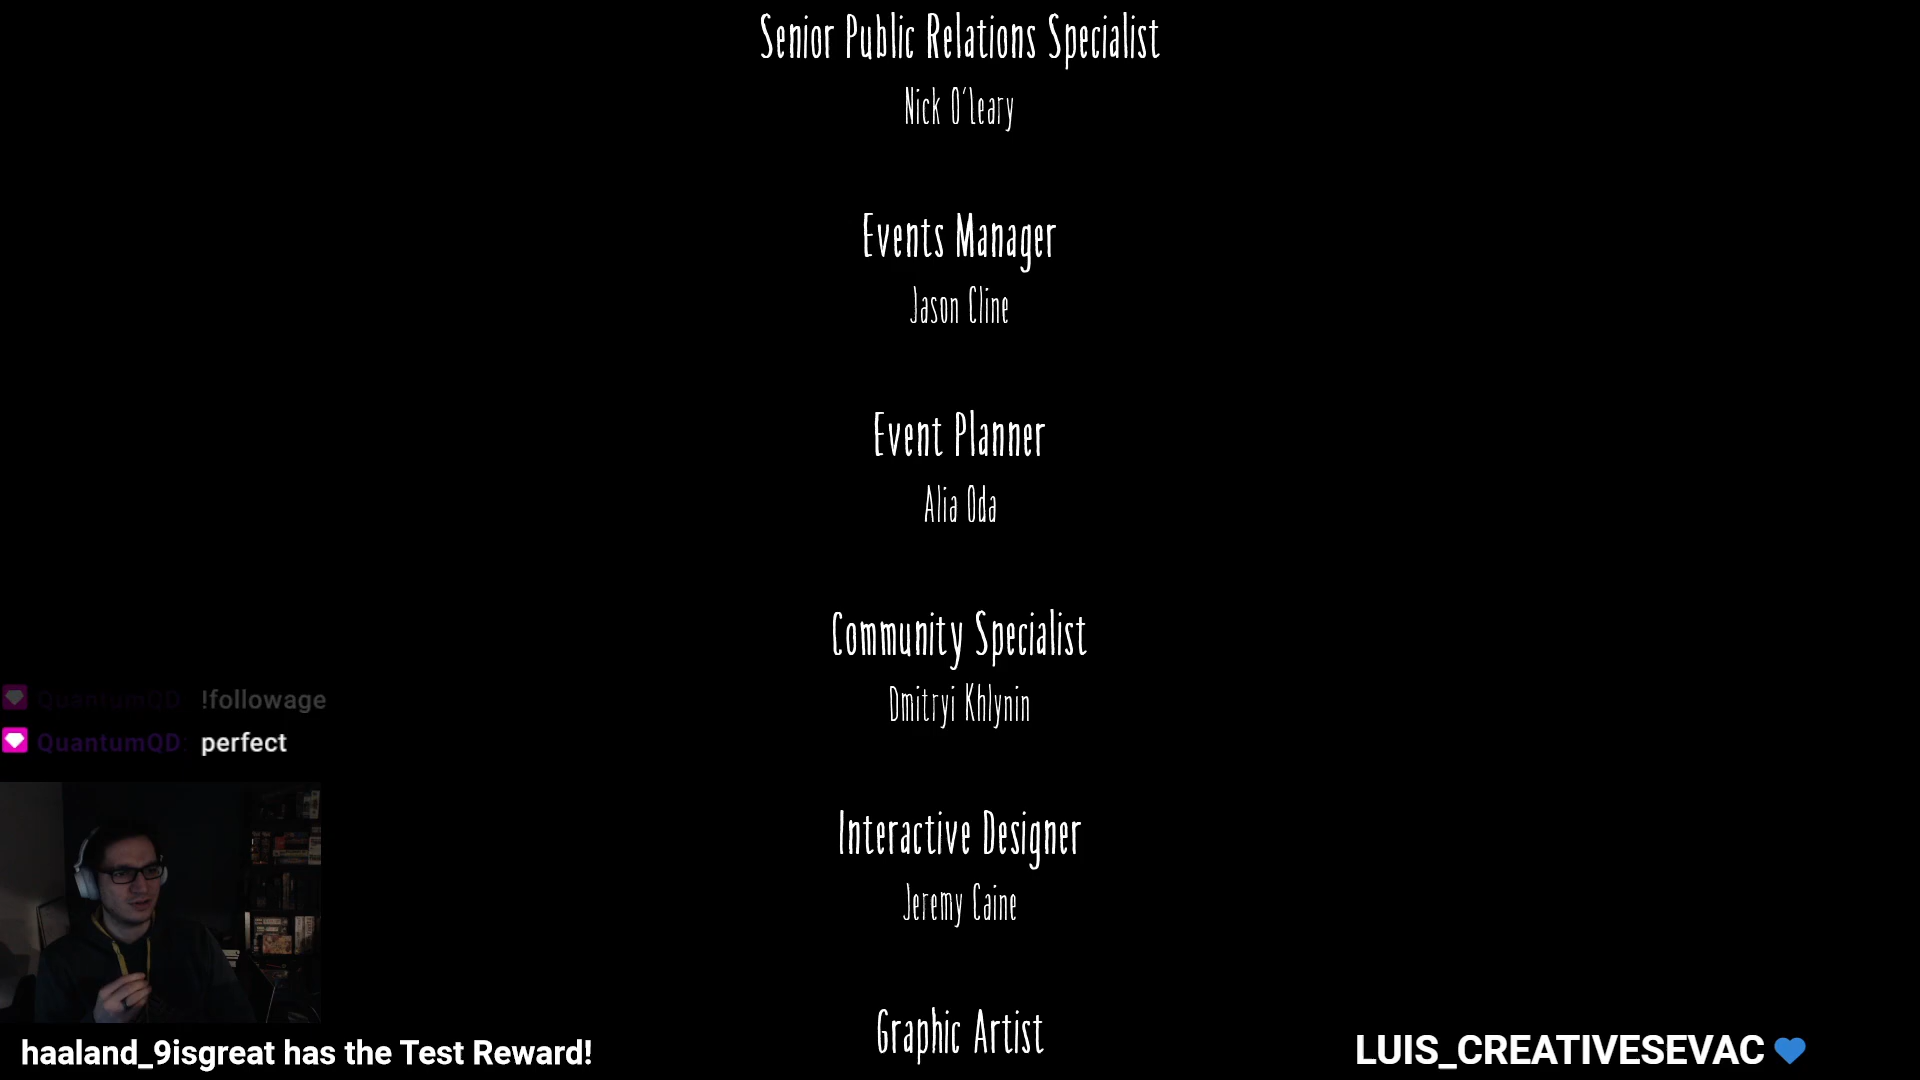 Senior Public Relations Specialist
Nick O'Leary
Events Manager
Jason Cline
Event Planner
Alia Oda
Community Specialist
Dmitryi Khlynin
Interactive Designer
Jeremy Caine
Graphic Artist
QuantumQD !followage
QuantumQD: perfect
haaland_9isgreat has the Test Reward!
LUIS_CREATIVESEVAC 💙